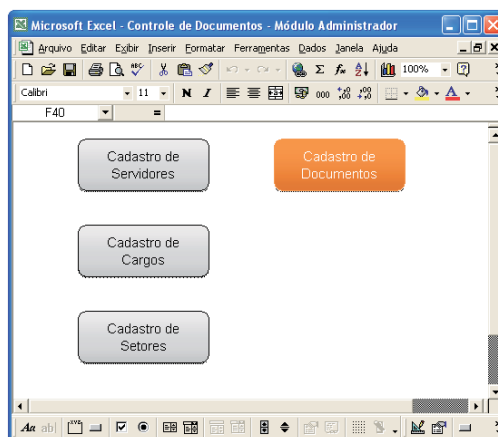 Microsoft Excel - Controle de Documentos - Módulo Administrador
Arquivo Editar Exibir Inserir Formatar Ferramentas Dados Janela Ajuda
100%
Calibri 11 N I 000
F40 =
Cadastro de
Servidores
Cadastro de
Documentos
Cadastro de
Cargos
Cadastro de
Setores
Aa ab|